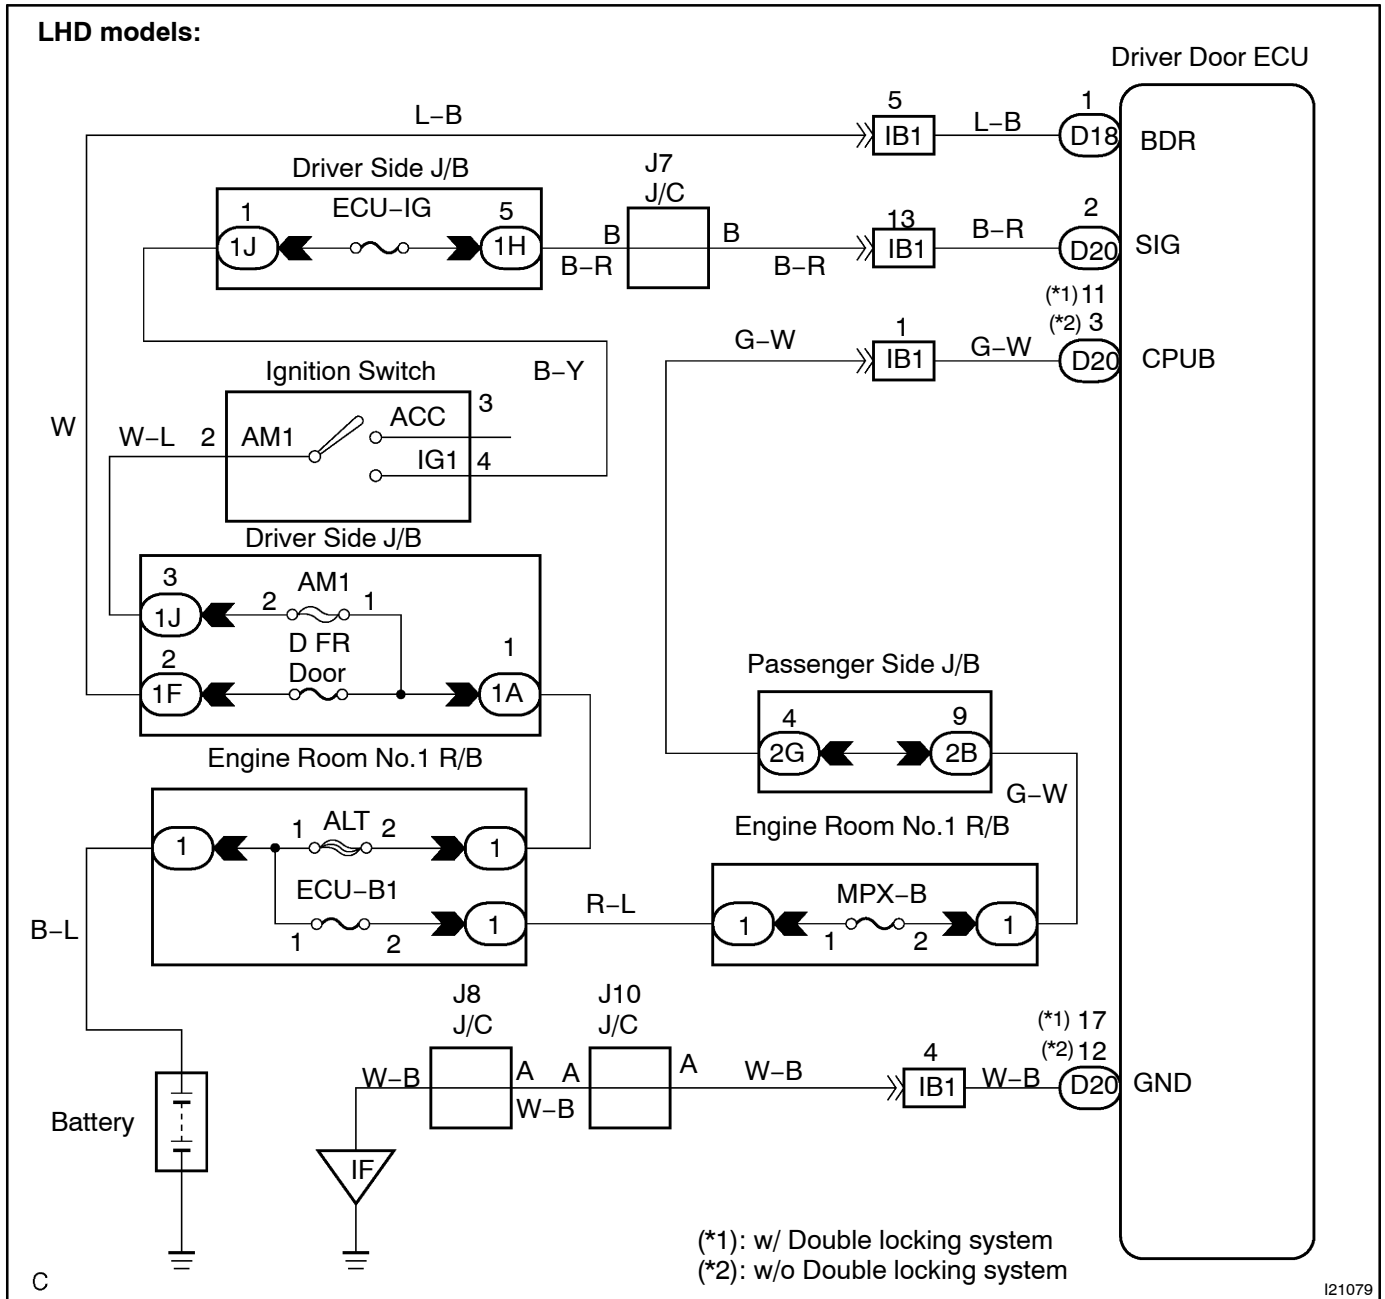 LHD models:
Driver Door ECU
L–B
5
IB1
L–B
1
D18
BDR
Driver Side J/B
1
1J
ECU–IG
5
1H
J7
J/C
B
B–R
B
B–R
13
IB1
B–R
2
D20
SIG
(*1) 11
(*2) 3
G–W
1
IB1
G–W
D20
CPUB
Ignition Switch
B–Y
W
W–L
2
AM1
ACC
3
IG1
4
Driver Side J/B
3
1J
AM1
2
1
D FR
Door
2
1F
1
1A
Passenger Side J/B
4
2G
9
2B
G–W
Engine Room No.1 R/B
1
1
ALT
2
1
ECU–B1
1
2
1
R–L
Engine Room No.1 R/B
1
MPX–B
1
2
1
B–L
J8
J/C
J10
J/C
(*1) 17
(*2) 12
W–B
A
W–B
A
A
W–B
4
IB1
W–B
D20
GND
Battery
IF
(*1): w/ Double locking system
(*2): w/o Double locking system
C
I21079